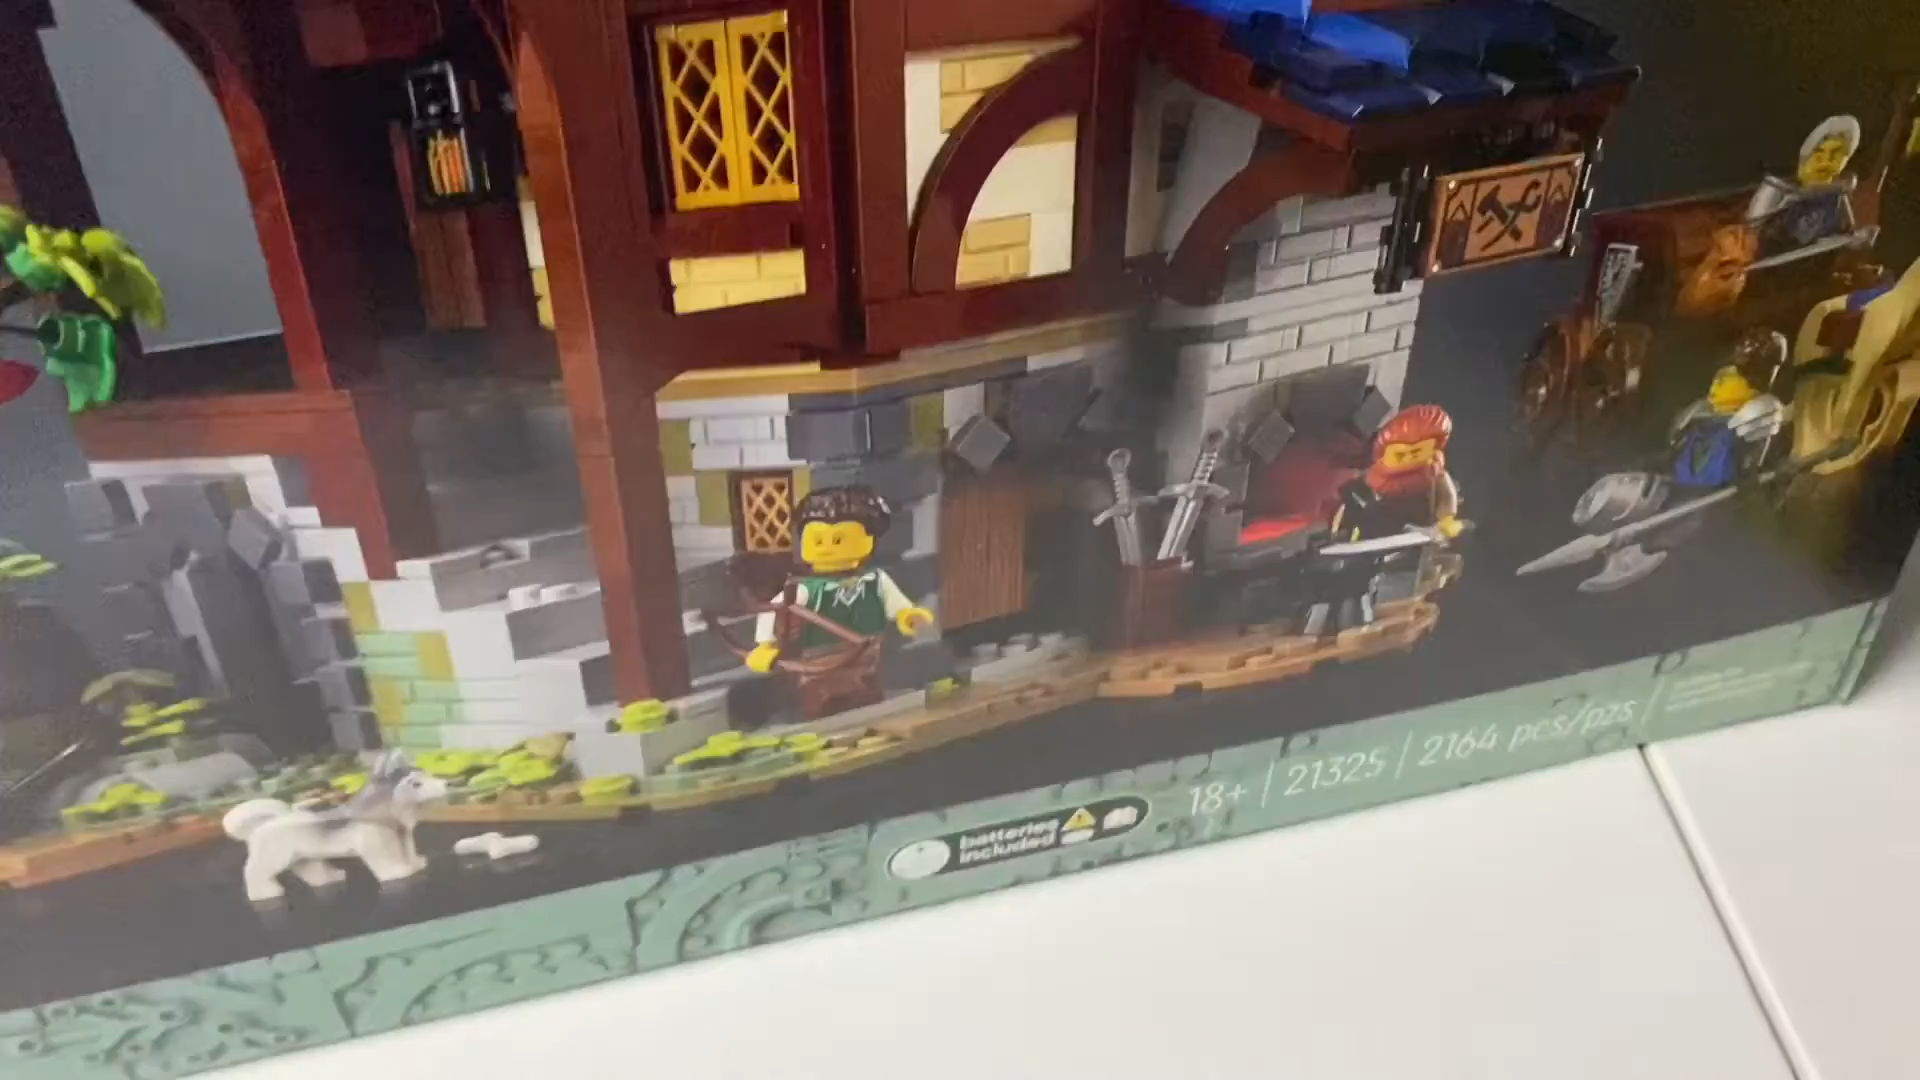 batteries
included
18+ | 21325 | 2164 pcs/pzs